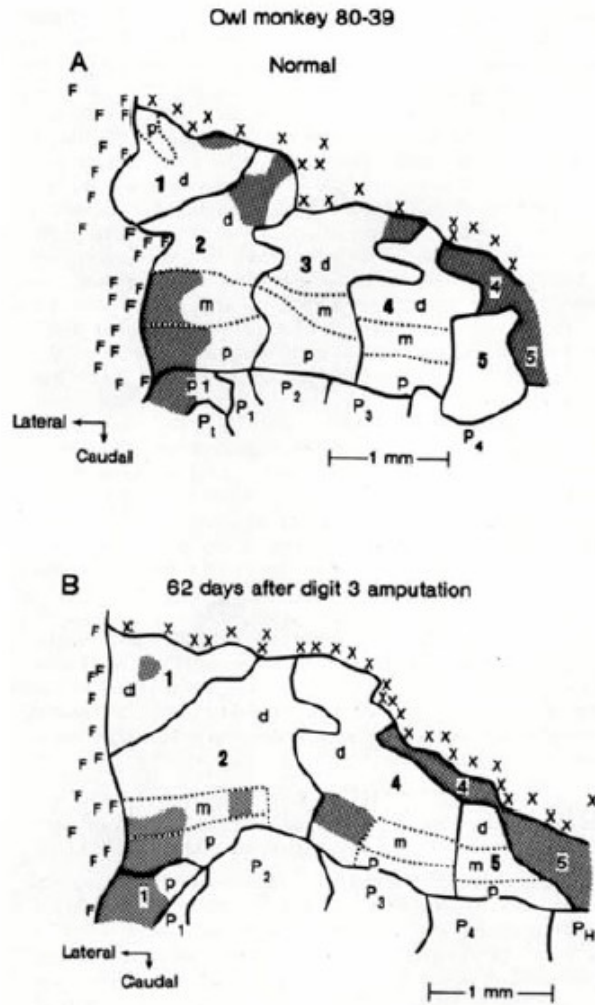 Owl monkey 80-39
A
Normal
F F F F F F F F F F F F F F F F F F
X X X X X X X X X X X X X
p
1 d
d
2
3 d
4
m
m
4 d
m
p
p
p
5
5
p 1
P₁
P₂
P₃
P₄
Pt
Lateral
Caudal
1 mm
B
62 days after digit 3 amputation
F F F F F F F F F F F
X X X X X X X X X X X X X X X X X X X X X X X X X
d 1
d
2
d
4
4
m
p
m
p
d
m 5
p
5
1 p
P₁
P₂
P₃
P₄
PH
Lateral
Caudal
1 mm